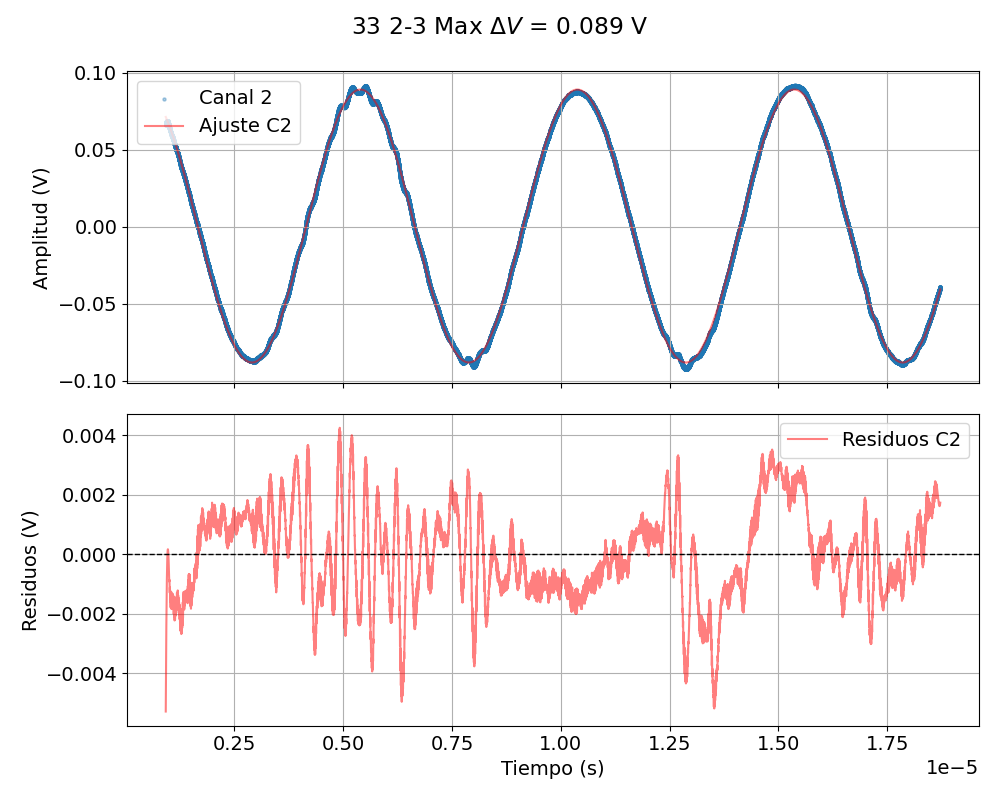 33 2-3 Max ΔV = 0.089 V
Canal 2
Ajuste C2
0.10
0.05
0.00
−0.05
−0.10
Amplitud (V)
Residuos C2
0.004
0.002
0.000
−0.002
−0.004
Residuos (V)
0.25 0.50 0.75 1.00 1.25 1.50 1.75
1e−5
Tiempo (s)